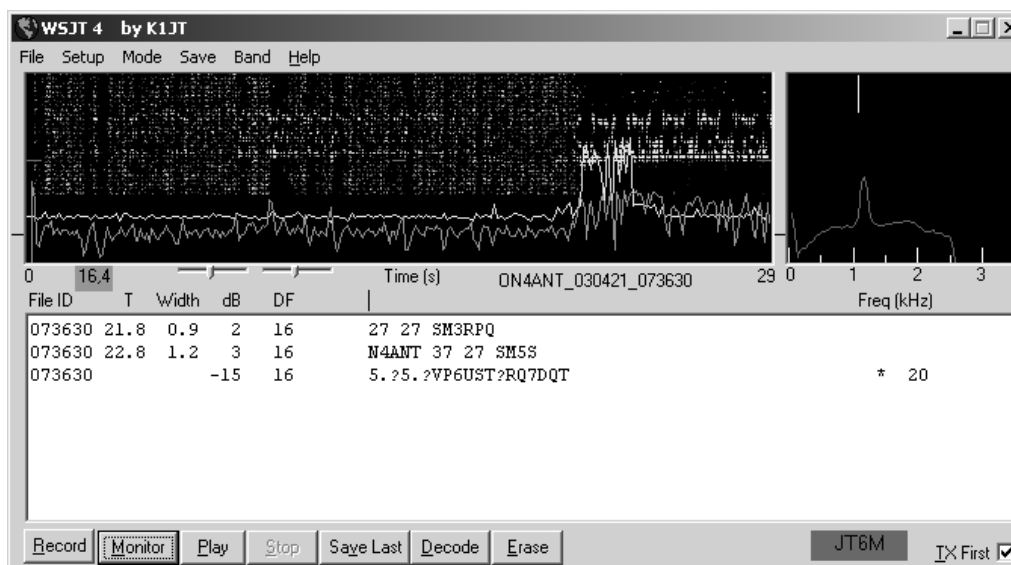 WSJT 4 by K1JT
File Setup Mode Save Band Help
0 16,4 Time (s) ON4ANT_030421_073630 29
0 1 2 3
Freq (kHz)
File ID T Width dB DF
073630 21.8 0.9 2 16 27 27 SM3RPQ
073630 22.8 1.2 3 16 N4ANT 37 27 SM5S
073630 -15 16 5.?5.?VP6UST?RQ7DQT * 20
Record Monitor Play Stop Save Last Decode Erase
JT6M
TX First